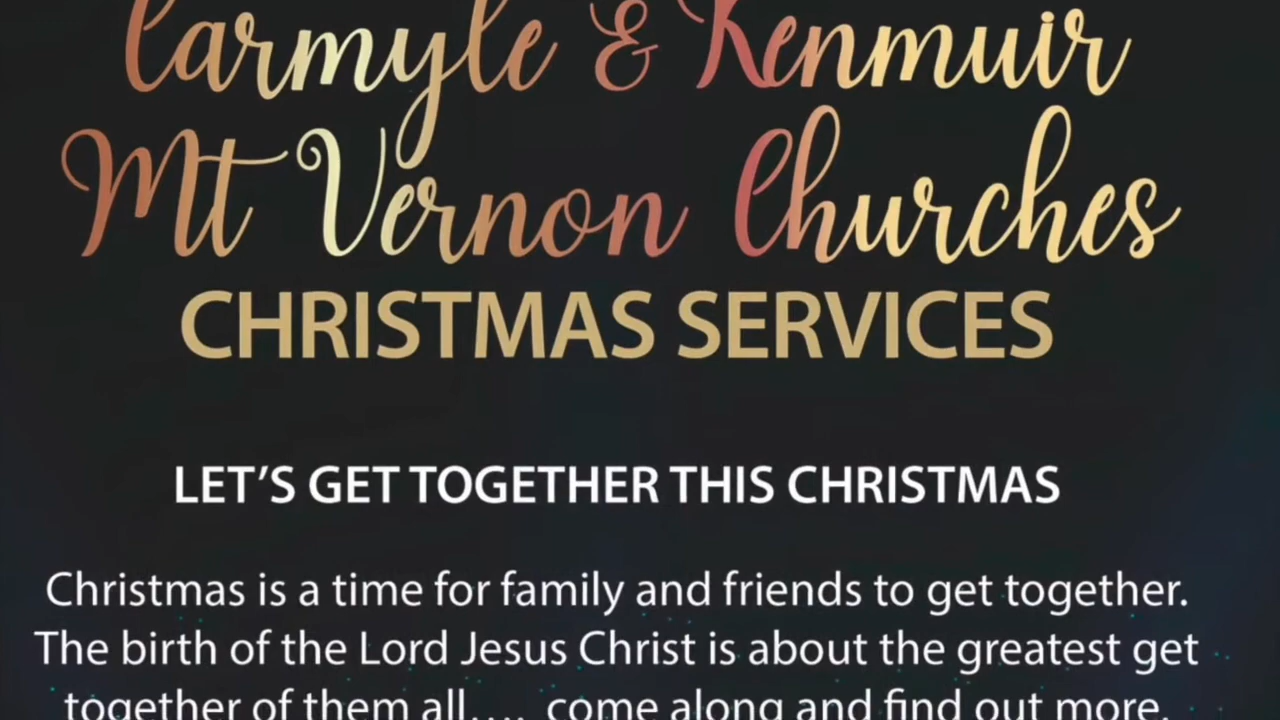 Carmyle & Kenmuir
Mt Vernon Churches
CHRISTMAS SERVICES
LET’S GET TOGETHER THIS CHRISTMAS
Christmas is a time for family and friends to get together.
The birth of the Lord Jesus Christ is about the greatest get
together of them all…. come along and find out more.